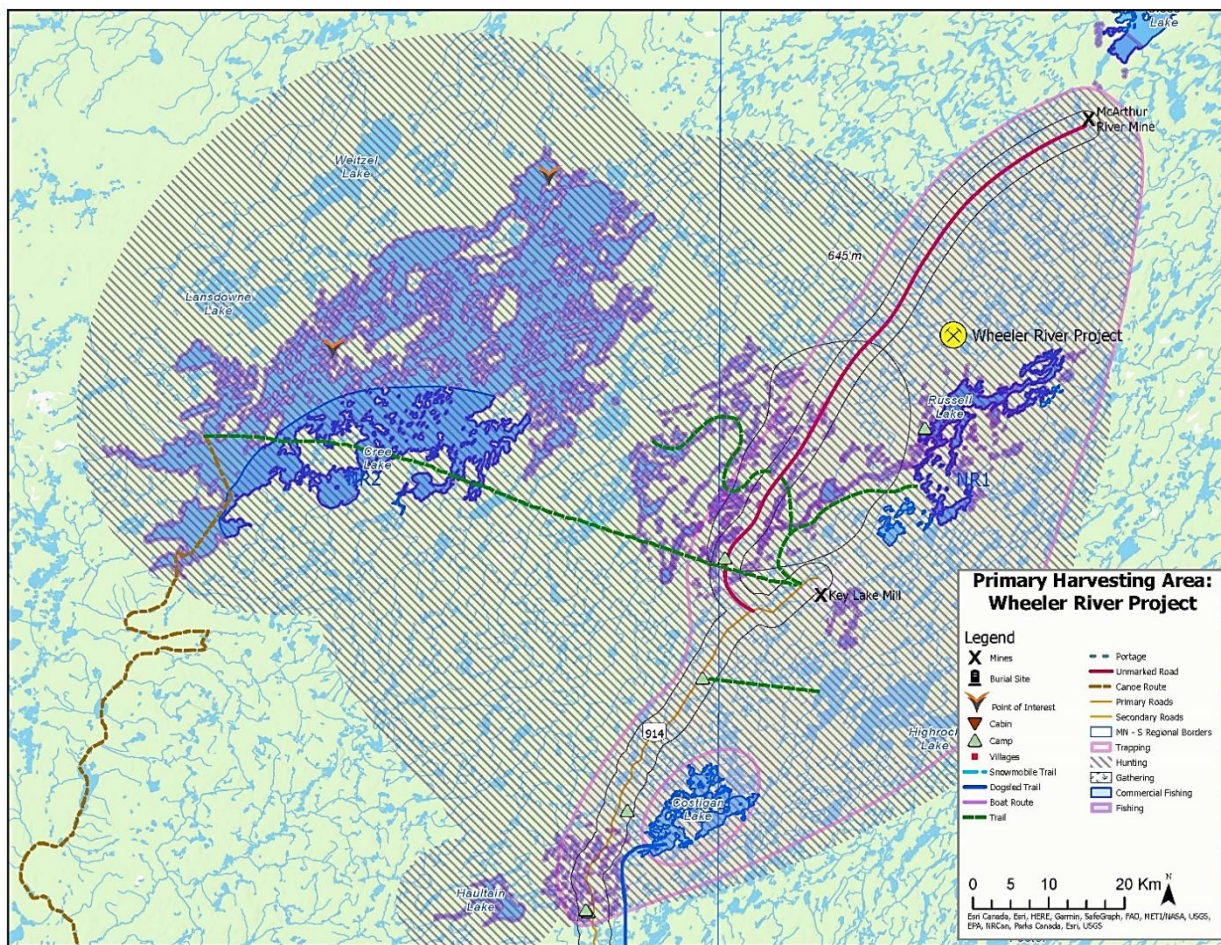 Lake
McArthur
River Mine
Weitzel
Lake
645 m
Lansdowne
Lake
Wheeler River Project
Russell
Lake
Cree
Lake
NR1
Key Lake Mill
914
Highrock
Lake
Costigan
Lake
Haultain
Lake
Primary Harvesting Area:
Wheeler River Project
Legend
Mines
Burial Site
Point of Interest
Cabin
Camp
Villages
Snowmobile Trail
Dogsled Trail
Boat Route
Trail
Portage
Unmarked Road
Canoe Route
Primary Roads
Secondary Roads
MN - S Regional Borders
Trapping
Hunting
Gathering
Commercial Fishing
Fishing
0 5 10 20 Km
N
Esri Canada, Esri, HERE, Garmin, SafeGraph, FAO, METI/NASA, USGS,
EPA, NRCan, Parks Canada, Esri, USGS